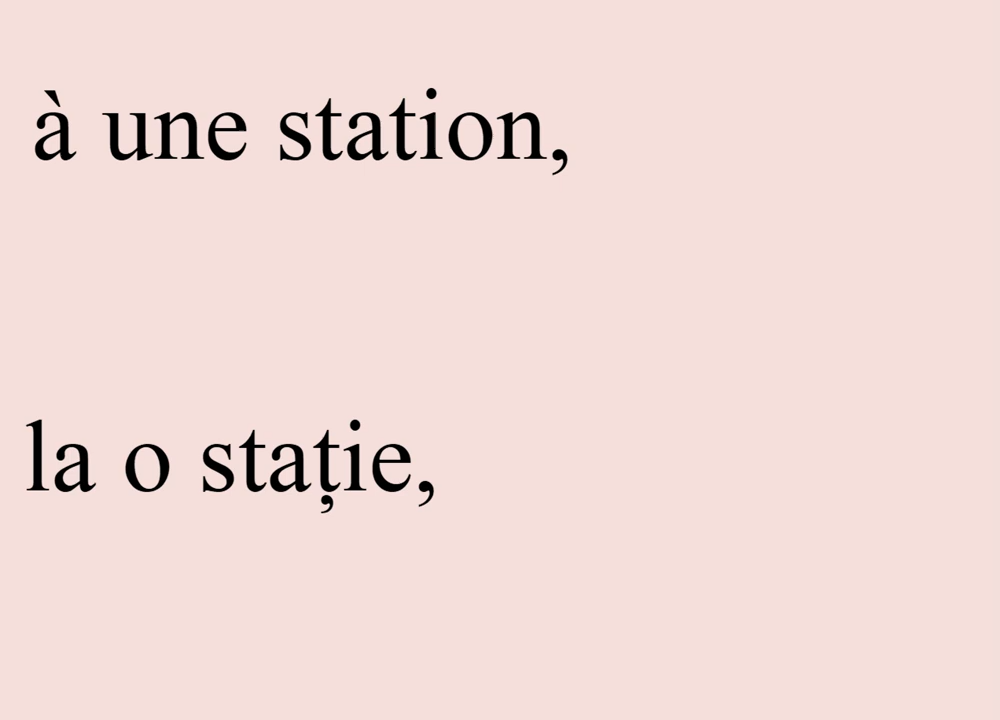 à une station,
la o stație,